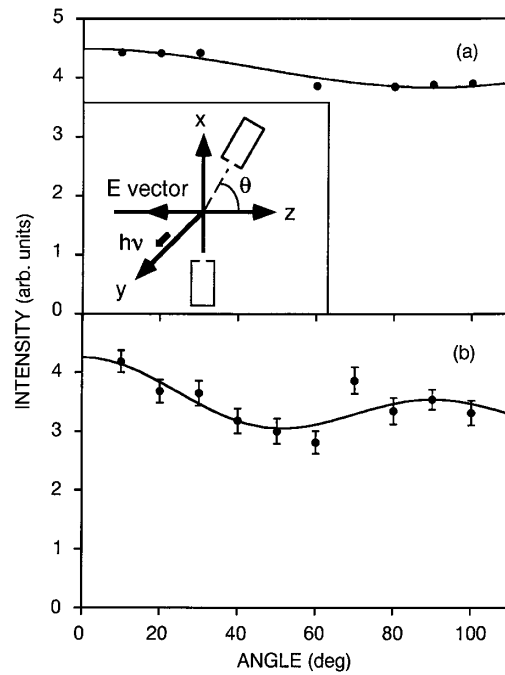 5
(a)
4
3
x
E vector
θ
2
z
hν
1
y
0
INTENSITY (arb. units)
(b)
4
3
2
1
0
0 20 40 60 80 100
ANGLE (deg)